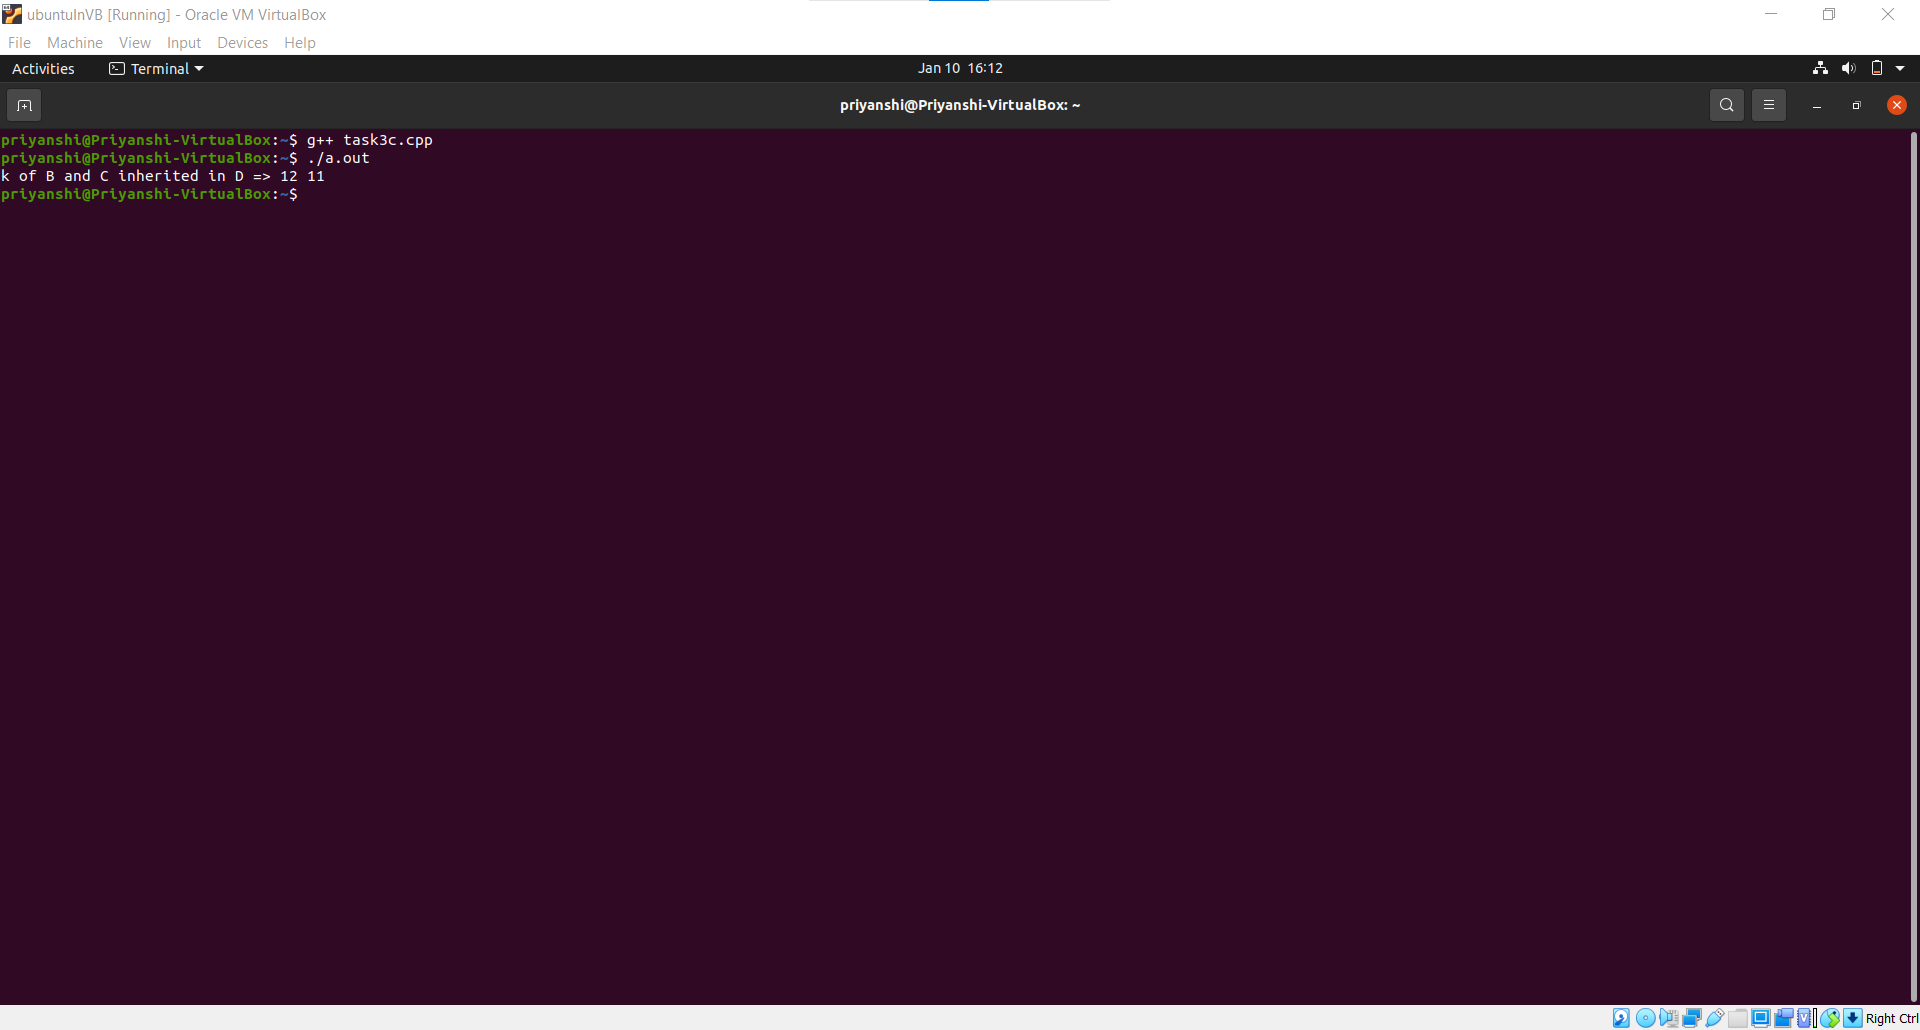 ubuntuInVB [Running] - Oracle VM VirtualBox
File Machine View Input Devices Help
Activities Terminal Jan 10 16:12
priyanshi@Priyanshi-VirtualBox: ~
priyanshi@Priyanshi-VirtualBox:~$ g++ task3c.cpp
priyanshi@Priyanshi-VirtualBox:~$ ./a.out
k of B and C inherited in D => 12 11
priyanshi@Priyanshi-VirtualBox:~$
Right Ctrl